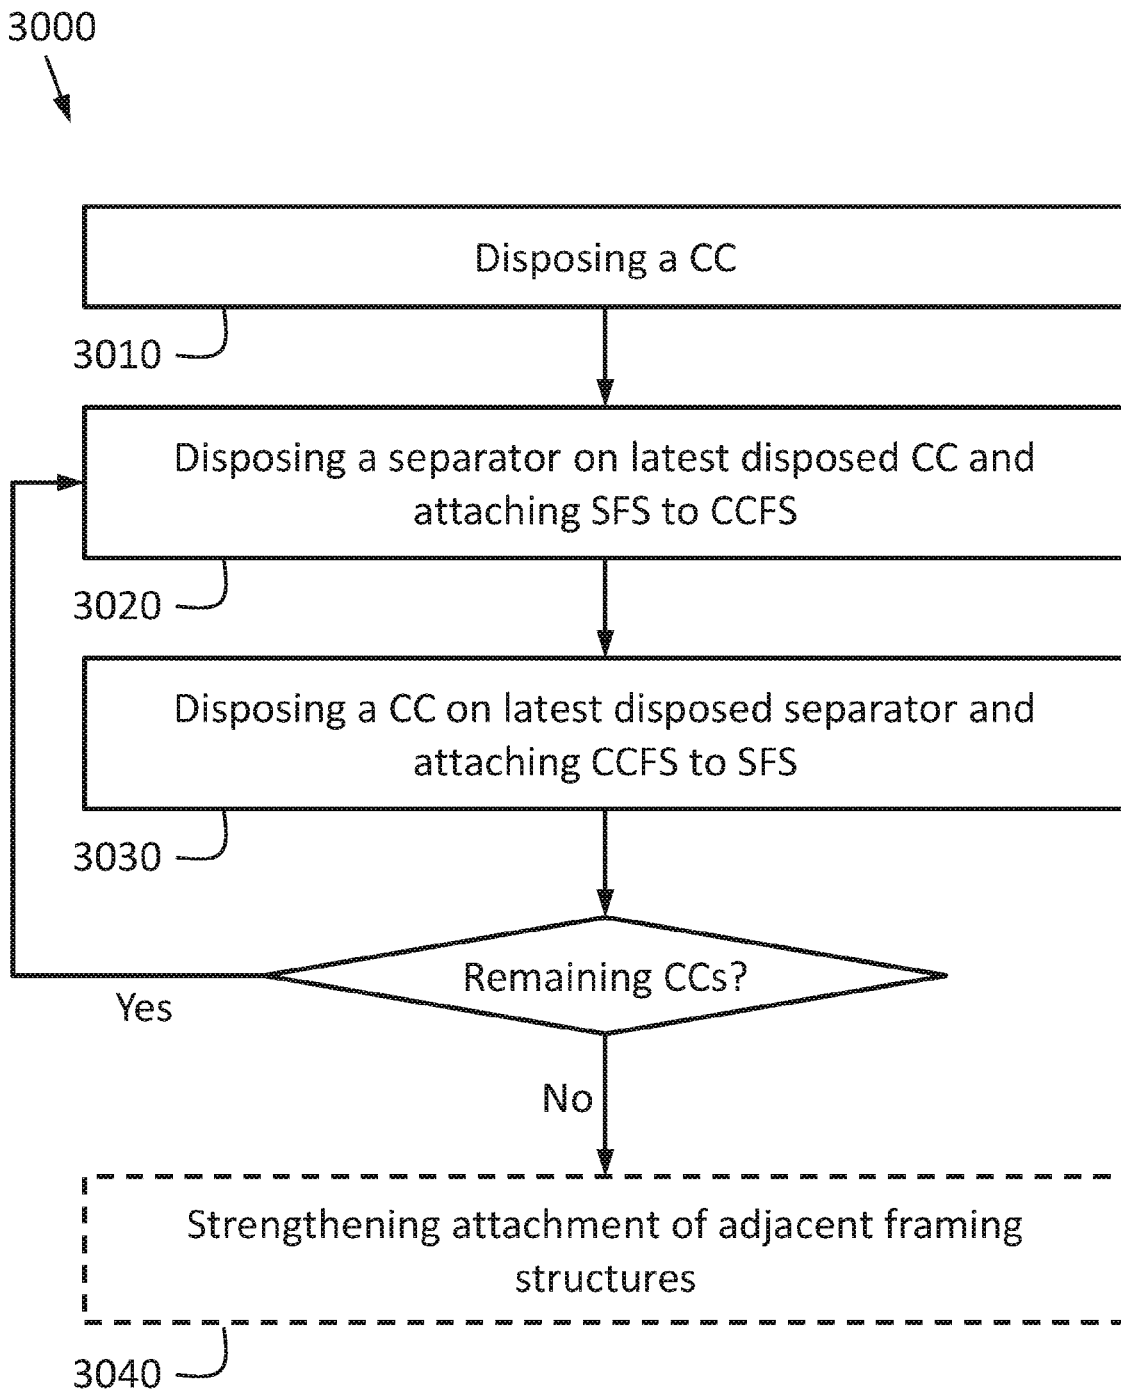 3000
Disposing a CC
3010
Disposing a separator on latest disposed CC and
attaching SFS to CCFS
3020
Disposing a CC on latest disposed separator and
attaching CCFS to SFS
3030
Remaining CCs?
Yes
No
Strengthening attachment of adjacent framing
structures
3040